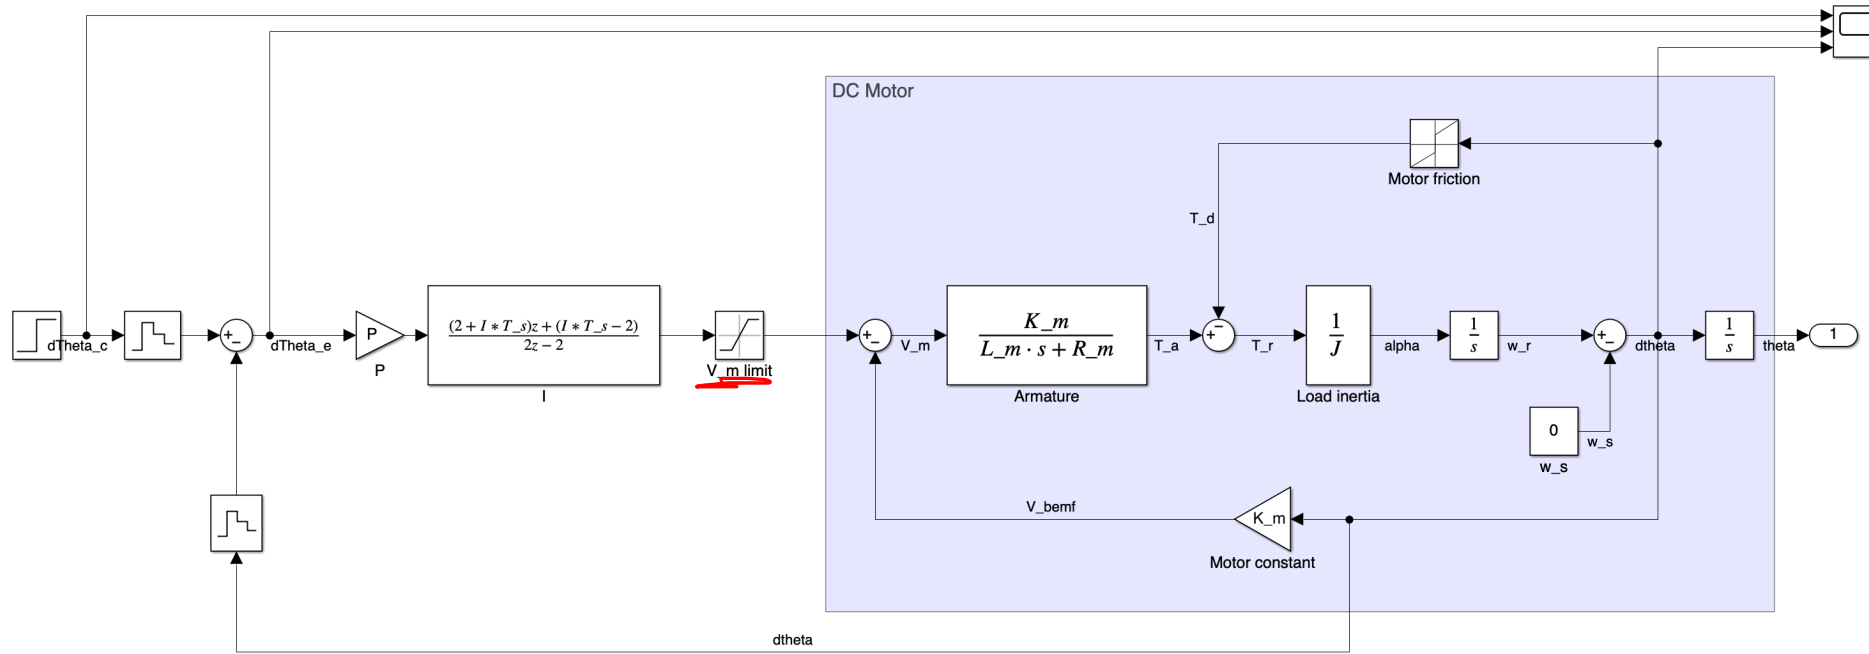 DC Motor
Motor friction
T_d
dTheta_c
+
−
dTheta_e
P
P
(2 + I * T_s)z + (I * T_s − 2)
2z − 2
I
V_m limit
+
−
V_m
K_m
L_m · s + R_m
Armature
T_a
−
+
T_r
1
J
Load inertia
alpha
1
s
w_r
+
−
dtheta
1
s
theta
1
0
w_s
w_s
V_bemf
K_m
Motor constant
dtheta